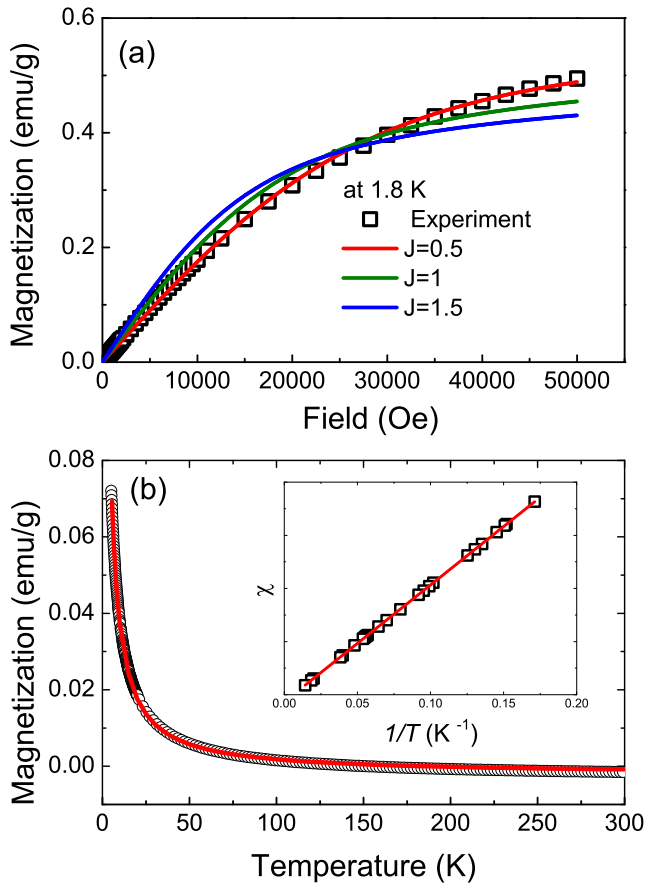 0.6
(a)
0.4
0.2
0.0
Magnetization (emu/g)
at 1.8 K
Experiment
J=0.5
J=1
J=1.5
0 10000 20000 30000 40000 50000
Field (Oe)
0.08
(b)
0.06
0.04
0.02
0.00
Magnetization (emu/g)
χ
0.00 0.05 0.10 0.15 0.20
1/T (K⁻¹)
0 50 100 150 200 250 300
Temperature (K)